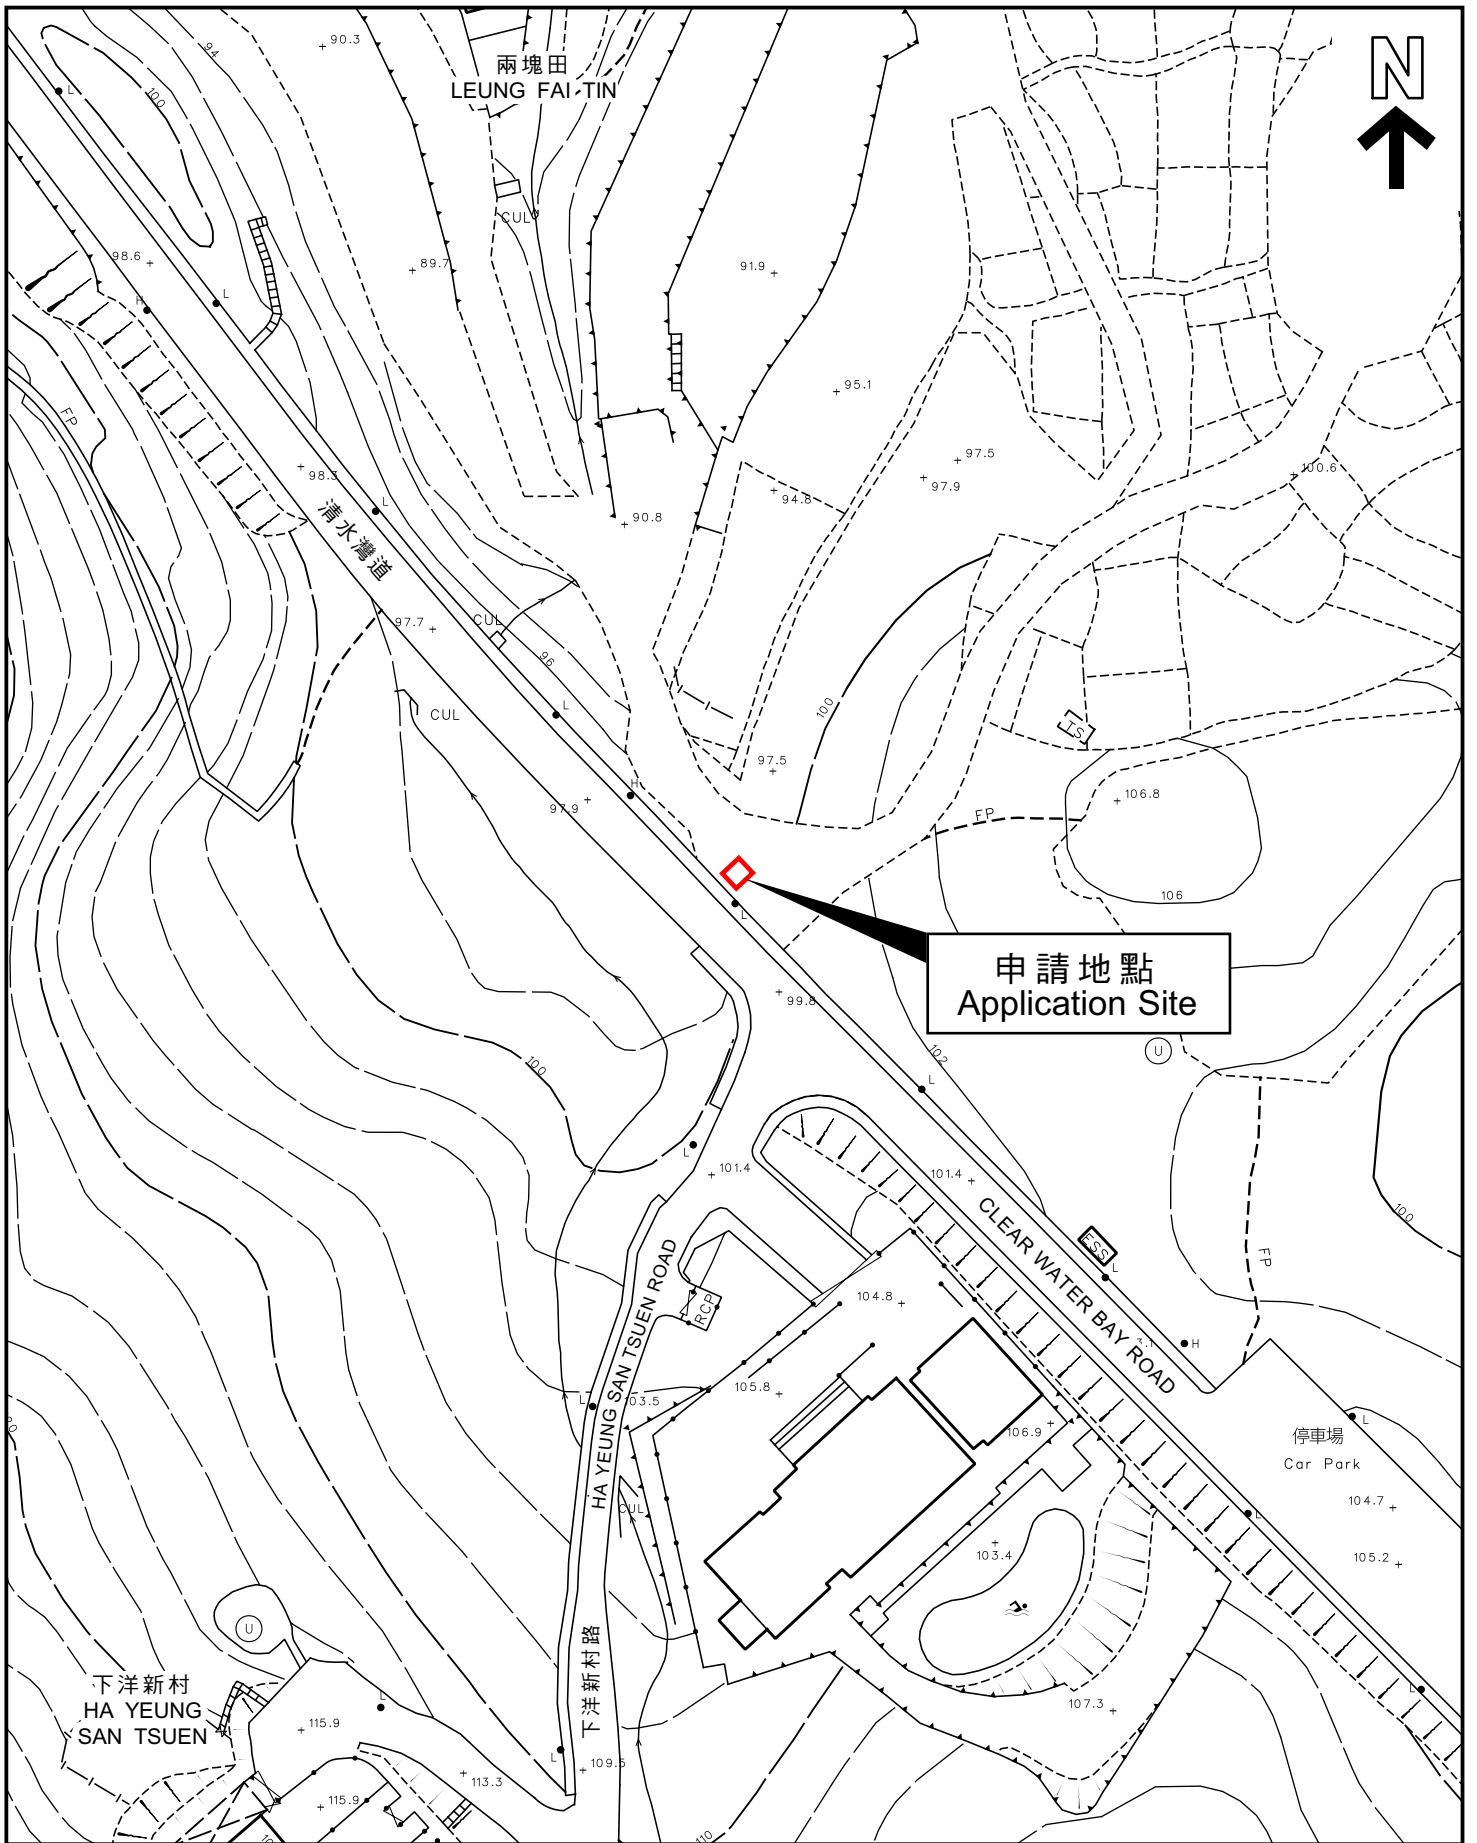 90.3
94
兩塊田
LEUNG FAI TIN
N
L
100
CUL
98.6
89.7
91.9
H
L
95.1
FP
98.3
97.5
97.9
100.6
94.8
L
90.8
清水灣道
CUL
97.7
96
CUL
L
100
TS
97.5
H
97.9
106.8
FP
106
L
申請地點
Application Site
99.8
102
U
100
L
L
101.4
101.4
100
CLEAR WATER BAY ROAD
ESS
L
FP
HA YEUNG SAN TSUEN ROAD
RCP
104.8
H
105.8
L
103.5
L
106.9
停車場
Car Park
104.7
CUL
L
103.4
105.2
U
下洋新村路
下洋新村
HA YEUNG
SAN TSUEN
L
L
107.3
115.9
L
109.5
113.3
115.9
110